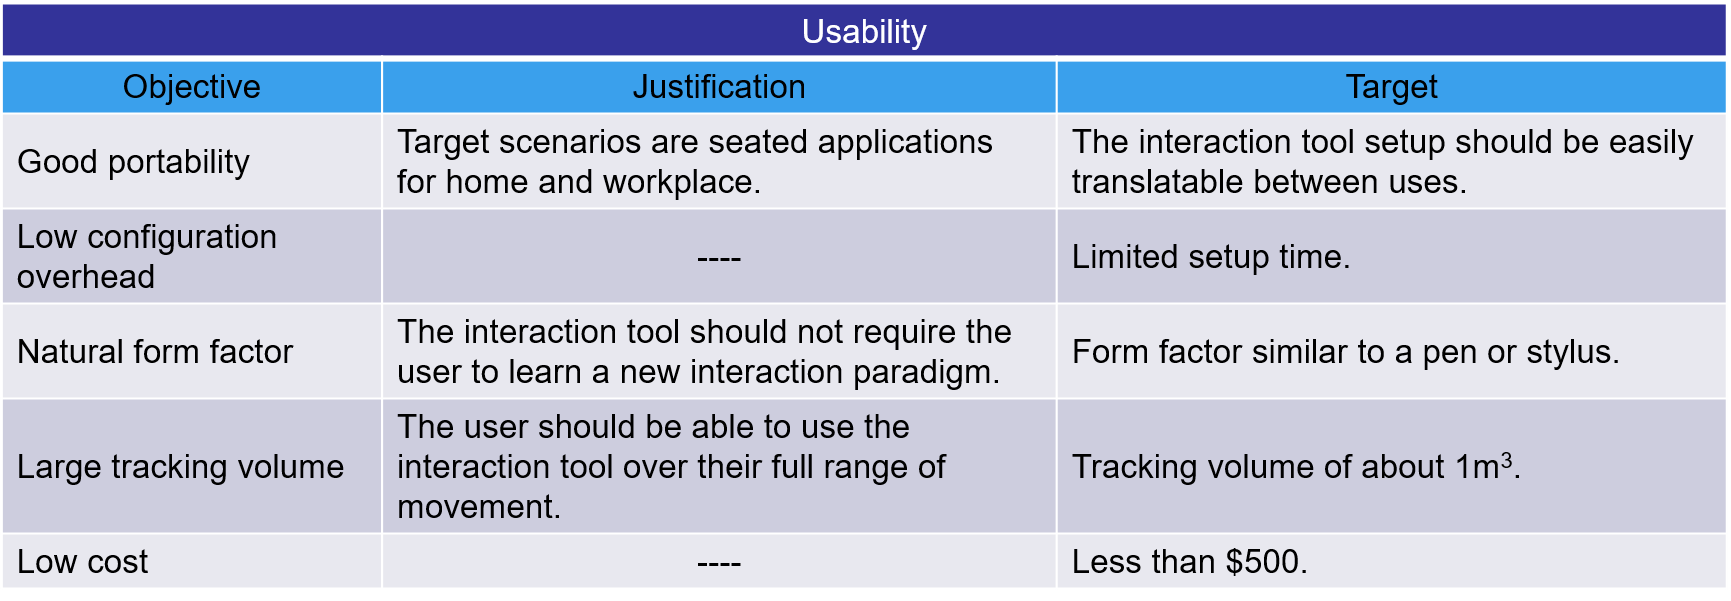 Usability
Objective
Justification
Target
Good portability
Target scenarios are seated applications
for home and workplace.
The interaction tool setup should be easily
translatable between uses.
Low configuration
overhead
----
Limited setup time.
Natural form factor
The interaction tool should not require the
user to learn a new interaction paradigm.
Form factor similar to a pen or stylus.
Large tracking volume
The user should be able to use the
interaction tool over their full range of
movement.
Tracking volume of about 1m³.
Low cost
----
Less than $500.